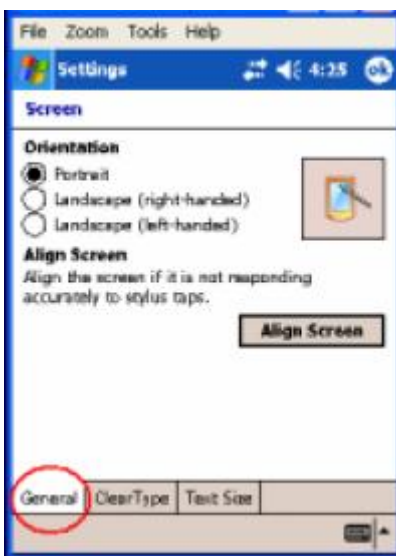 File Zoom Tools Help
Settings 4:25 ok
Screen
Orientation
Portrait
Landscape (right-handed)
Landscape (left-handed)
Align Screen
Align the screen if it is not responding
accurately to stylus taps.
Align Screen
General ClearType Text Size